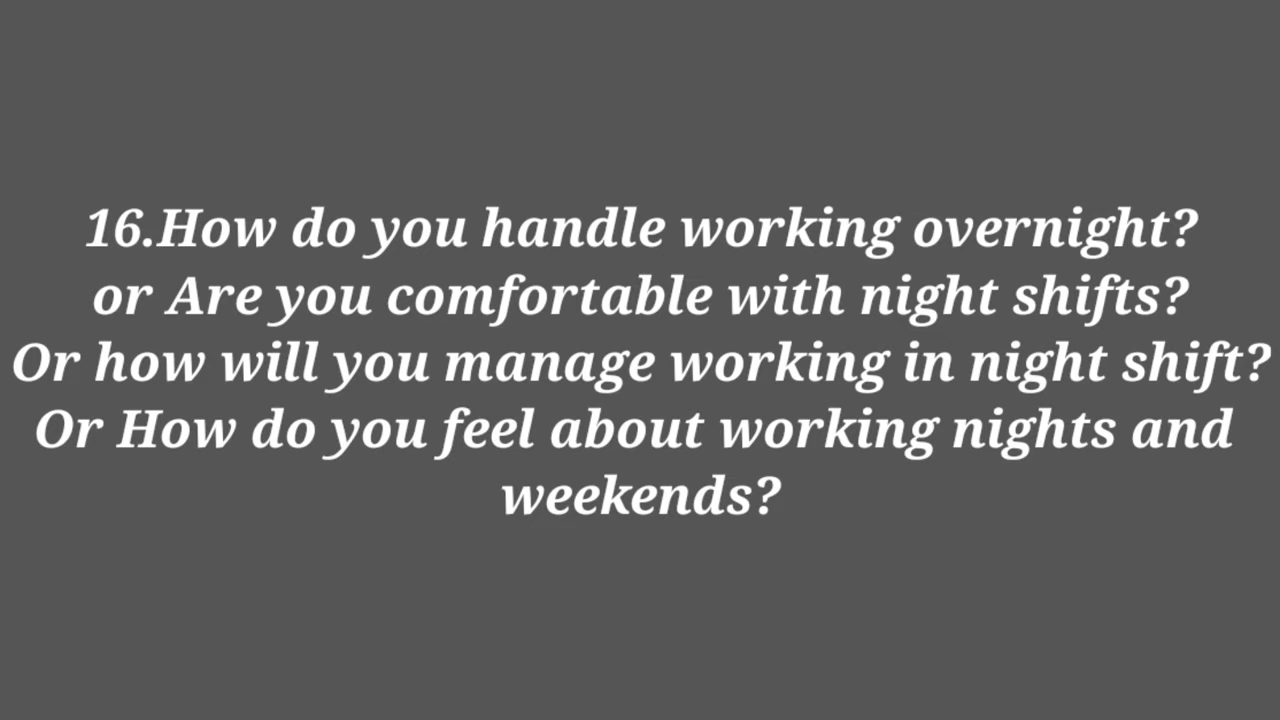 16.How do you handle working overnight?
or Are you comfortable with night shifts?
Or how will you manage working in night shift?
Or How do you feel about working nights and
weekends?